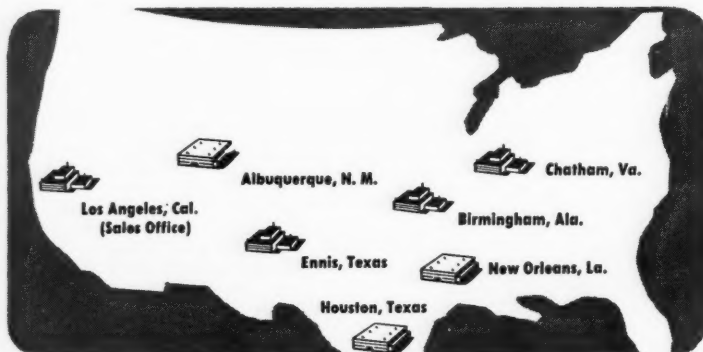 Albuquerque, N. M.
Chatham, Va.
Los Angeles, Cal.
(Sales Office)
Birmingham, Ala.
Ennis, Texas
New Orleans, La.
Houston, Texas